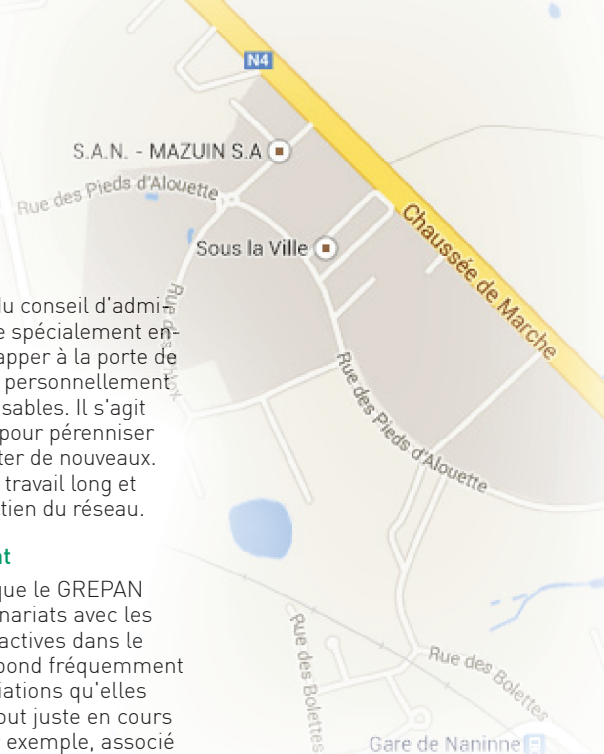 N4
S.A.N. - MAZUIN S.A
Rue des Pieds d'Alouette
Chaussée de Marche
Sous la Ville
Rue des Phlox
Rue des Pieds d'Alouette
du conseil d'admi-
e spécialement en-
apper à la porte de
personnellement
sables. Il s'agit
pour pérenniser
ter de nouveaux.
travail long et
tien du réseau.
nt
que le GREPAN
nariats avec les
actives dans le
pond fréquemment
iations qu'elles
out juste en cours
exemple, associé
Rue des Bolettes
Rue des Bolettes
Gare de Naninne